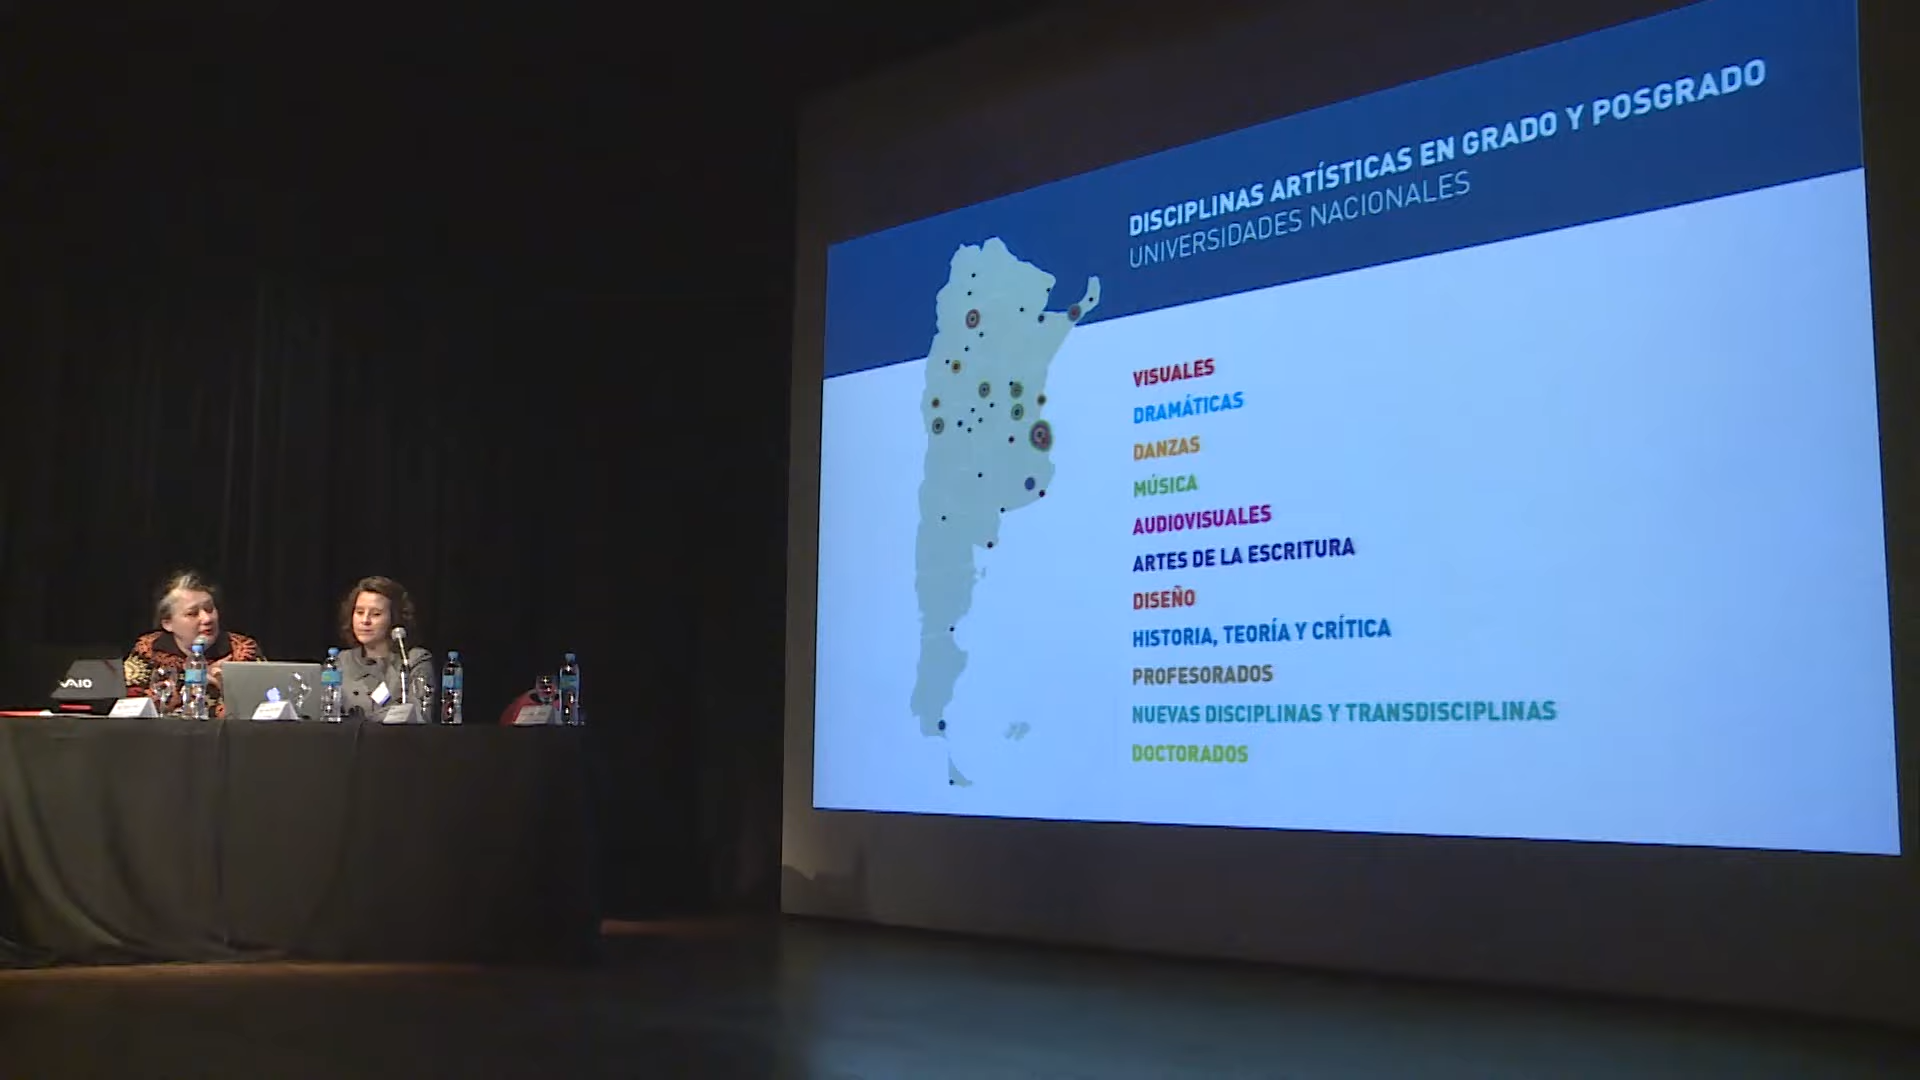 DISCIPLINAS ARTÍSTICAS EN GRADO Y POSGRADO
UNIVERSIDADES NACIONALES
VISUALES
DRAMÁTICAS
DANZAS
MÚSICA
AUDIOVISUALES
ARTES DE LA ESCRITURA
DISEÑO
HISTORIA, TEORÍA Y CRÍTICA
PROFESORADOS
NUEVAS DISCIPLINAS Y TRANSDISCIPLINAS
DOCTORADOS
VAIO